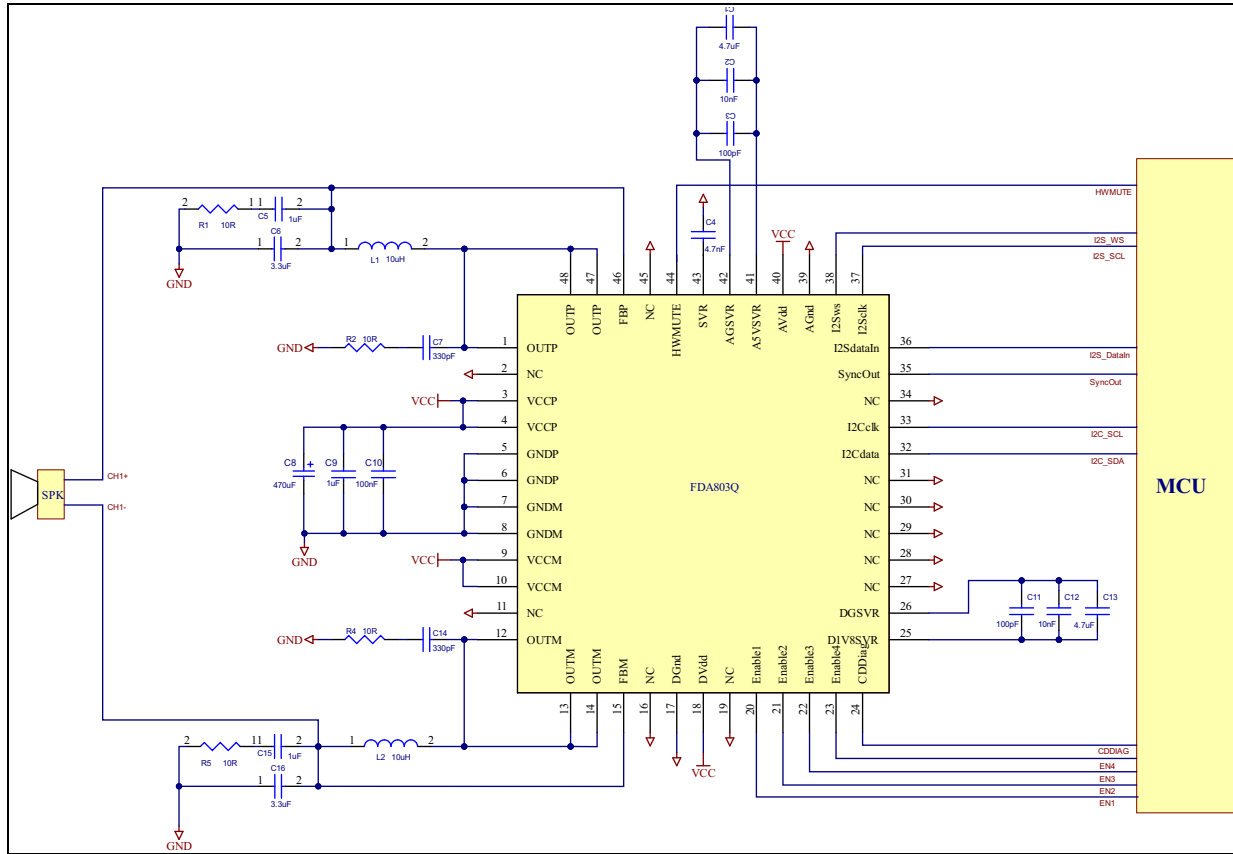 C1
4.7uF
C2
10nF
C3
100pF
HWMUTE
2
1 1
2
C5
R1 10R
1uF
C6
1
2
3.3uF
1
2
L1 10uH
GND
C4
4.7nF
VCC
I2S_WS
I2S_SCL
48
47
46
45
44
43
42
41
40
39
38
37
OUTP
OUTP
FBP
NC
HWMUTE
SVR
AGSVR
A5VSVR
AVdd
AGnd
I2Sws
I2Sclk
GND
R2 10R
C7
330pF
1
OUTP
I2SdataIn
36
I2S_DataIn
2
NC
SyncOut
35
SyncOut
VCC
3
VCCP
NC
34
4
VCCP
I2Cclk
33
I2C_SCL
5
GNDP
I2Cdata
32
I2C_SDA
C8
+
470uF
C9
1uF
C10
100nF
6
GNDP
NC
31
CH1+
SPK
CH1-
FDA803Q
MCU
7
GNDM
NC
30
8
GNDM
NC
29
GND
VCC
9
VCCM
NC
28
10
VCCM
NC
27
11
NC
DGSVR
26
C11
100pF
C12
10nF
C13
4.7uF
GND
R4 10R
C14
330pF
12
OUTM
D1V8SVR
25
OUTM
OUTM
FBM
NC
DGnd
DVdd
NC
Enable1
Enable2
Enable3
Enable4
CDDiag
13
14
15
16
17
18
19
20
21
22
23
24
2
11
2
C15
R5 10R
1uF
C16
1
2
3.3uF
1
2
L2 10uH
GND
VCC
CDDIAG
EN4
EN3
EN2
EN1